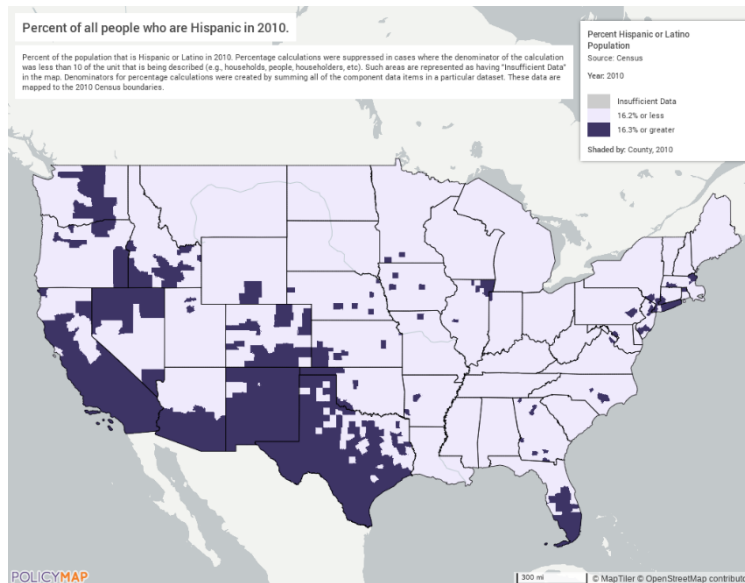 Percent of all people who are Hispanic in 2010.
Percent of the population that is Hispanic or Latino in 2010. Percentage calculations were suppressed in cases where the denominator of the calculation
was less than 10 of the unit that is being described (e.g., households, people, householders, etc). Such areas are represented as having "Insufficient Data"
in the map. Denominators for percentage calculations were created by summing all of the component data items in a particular dataset. These data are
mapped to the 2010 Census boundaries.
Percent Hispanic or Latino
Population
Source: Census
Year: 2010
Insufficient Data
16.2% or less
16.3% or greater
Shaded by: County, 2010
POLICYMAP
300 mi
© MapTiler © OpenStreetMap contributo